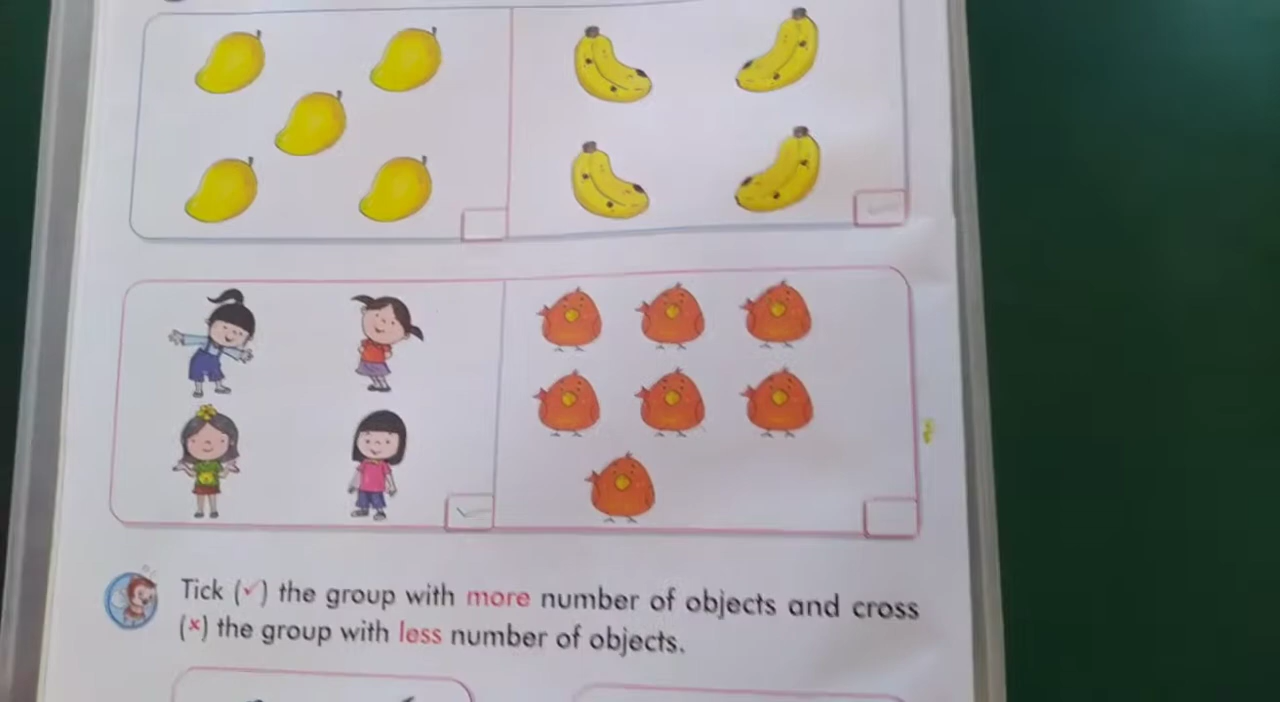 Tick (✓) the group with more number of objects and cross
(×) the group with less number of objects.